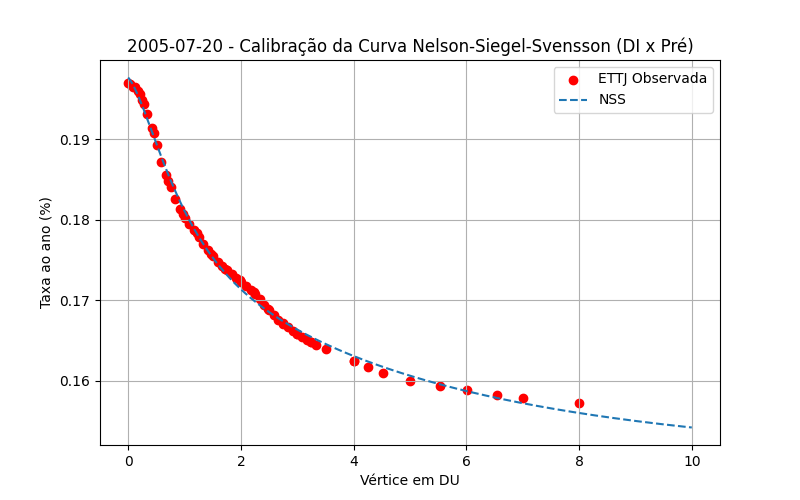 2005-07-20 - Calibração da Curva Nelson-Siegel-Svensson (DI x Pré)
ETTJ Observada
NSS
Taxa ao ano (%)
0.19
0.18
0.17
0.16
0 2 4 6 8 10
Vértice em DU